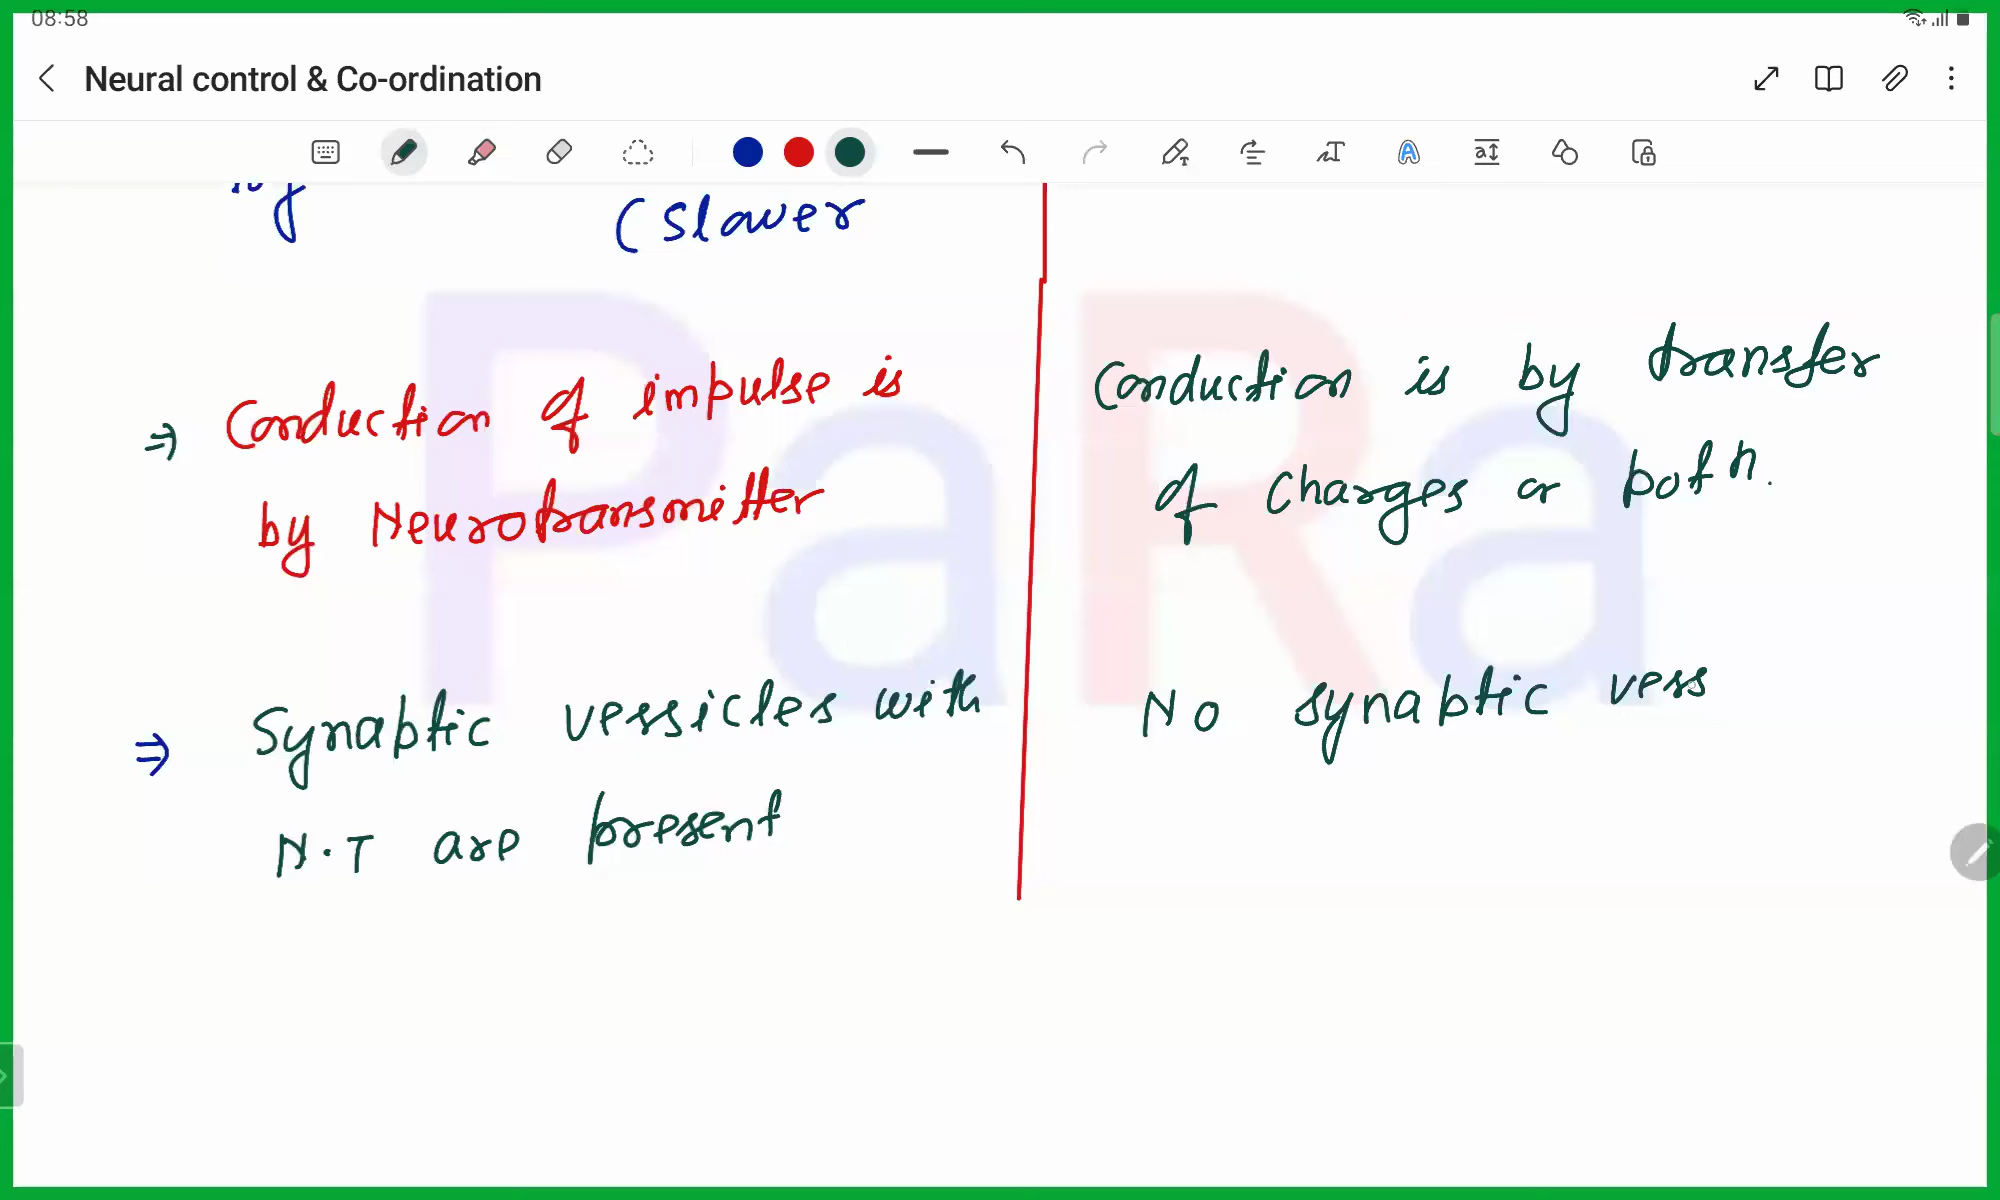 08:58
Neural control & Co-ordination
(slower
Conduction of impulse is
by Neurotransmitter
Conduction is by transfer
of charges or both.
⇒ Synaptic vessicles with
N.T are present
No synaptic vess
PaRa